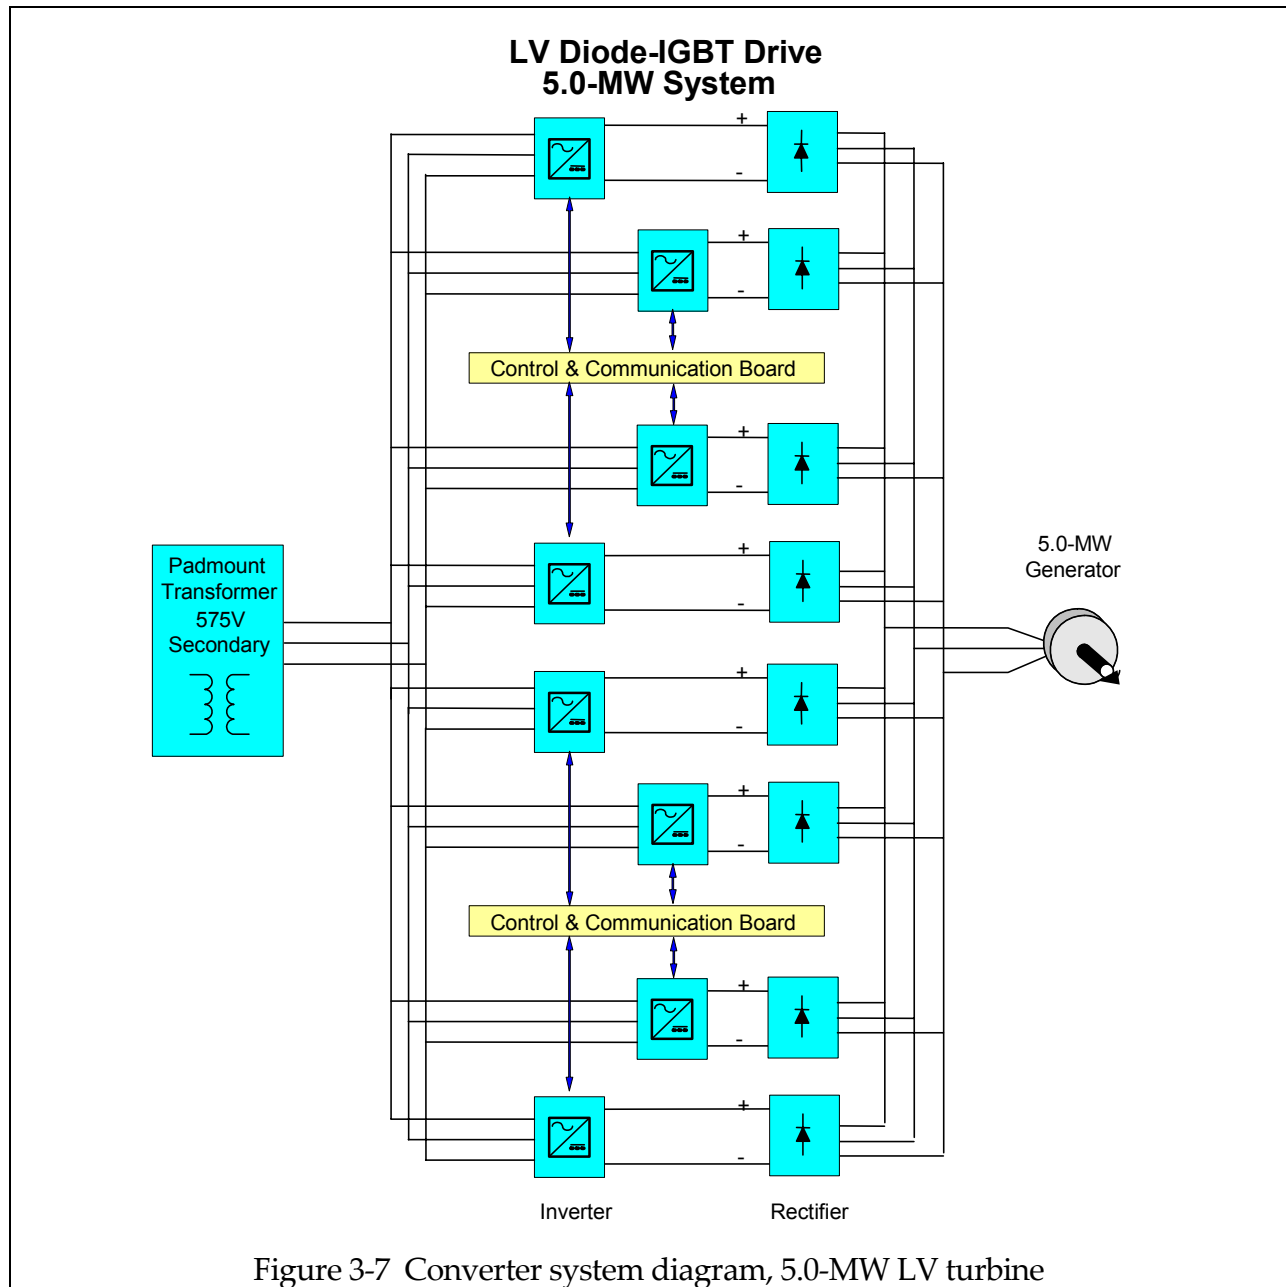 LV Diode-IGBT Drive
5.0-MW System
+
-
+
-
Control & Communication Board
+
-
+
-
Padmount
Transformer
575V
Secondary
5.0-MW
Generator
+
-
+
-
Control & Communication Board
+
-
+
-
Inverter
Rectifier
Figure 3-7 Converter system diagram, 5.0-MW LV turbine